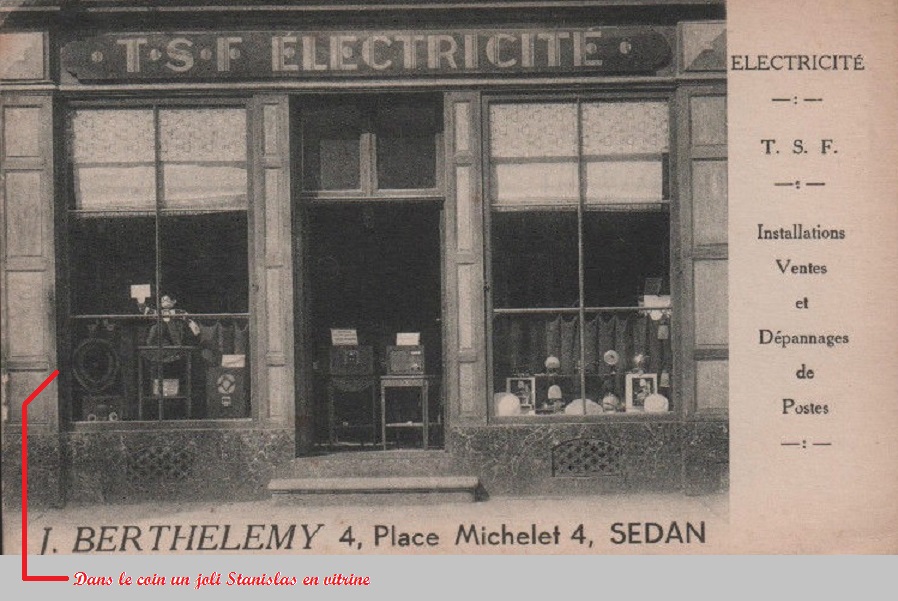 · T·S·F ÉLECTRICITÉ ·
ELECTRICITÉ
—:—
T. S. F.
—:—
Installations
Ventes
et
Dépannages
de
Postes
—:—
J. BERTHELEMY 4, Place Michelet 4, SEDAN
Dans le coin un joli Stanislas en vitrine